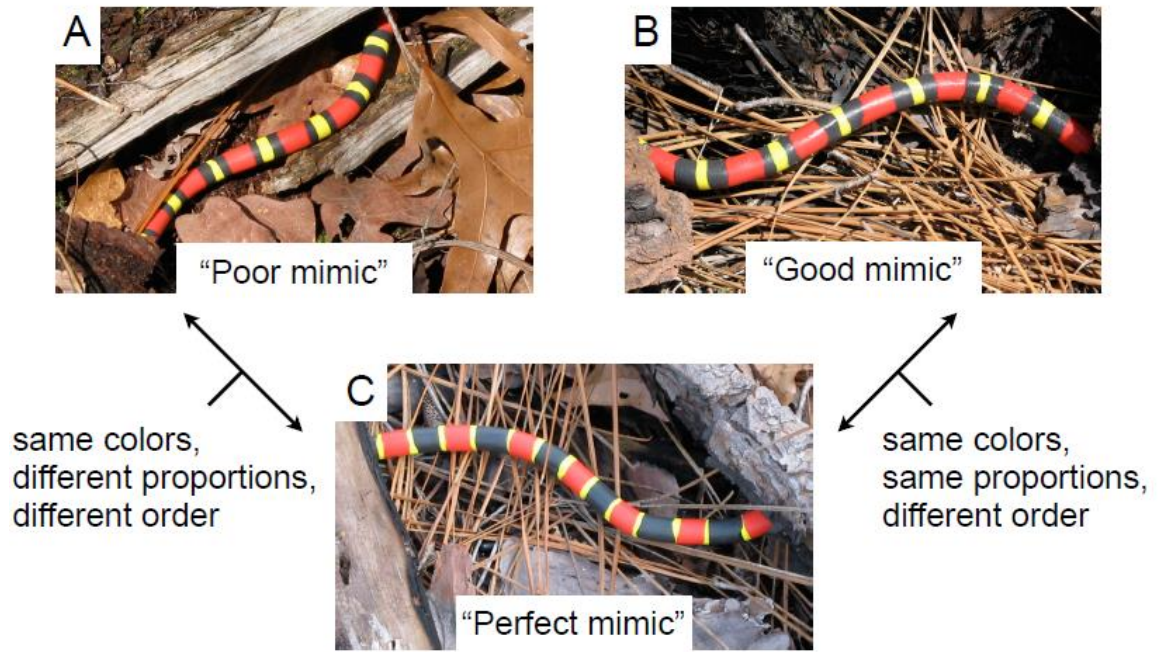 A
B
“Poor mimic”
“Good mimic”
C
same colors,
different proportions,
different order
same colors,
same proportions,
different order
“Perfect mimic”